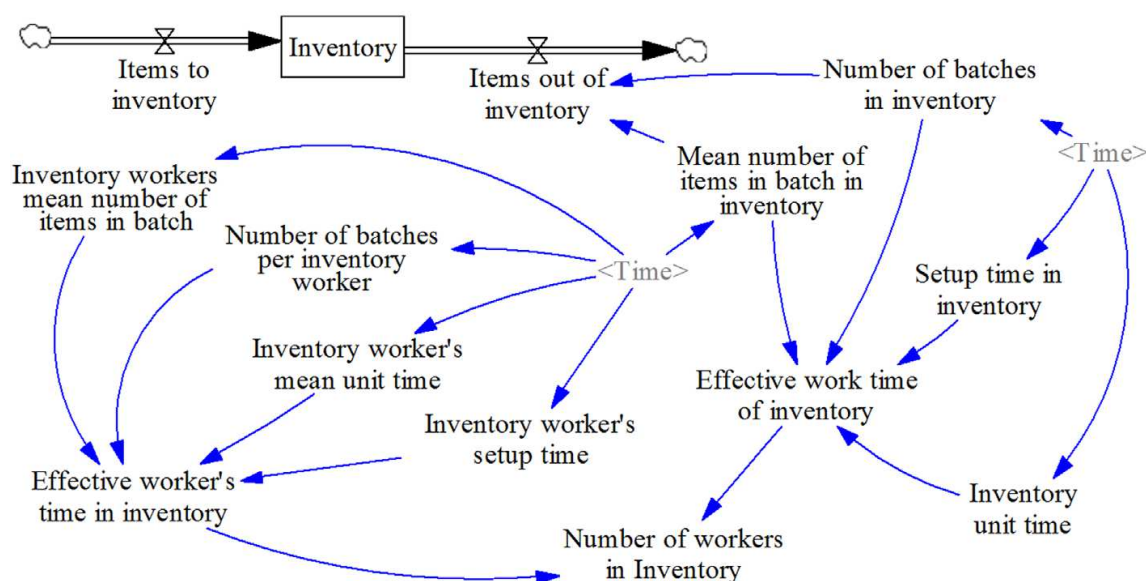 Inventory
Items to
inventory
Items out of
inventory
Number of batches
in inventory
<Time>
Inventory workers
mean number of
items in batch
Mean number of
items in batch in
inventory
Number of batches
per inventory
worker
<Time>
Setup time in
inventory
Inventory worker's
mean unit time
Effective work time
of inventory
Inventory worker's
setup time
Effective worker's
time in inventory
Inventory
unit time
Number of workers
in Inventory